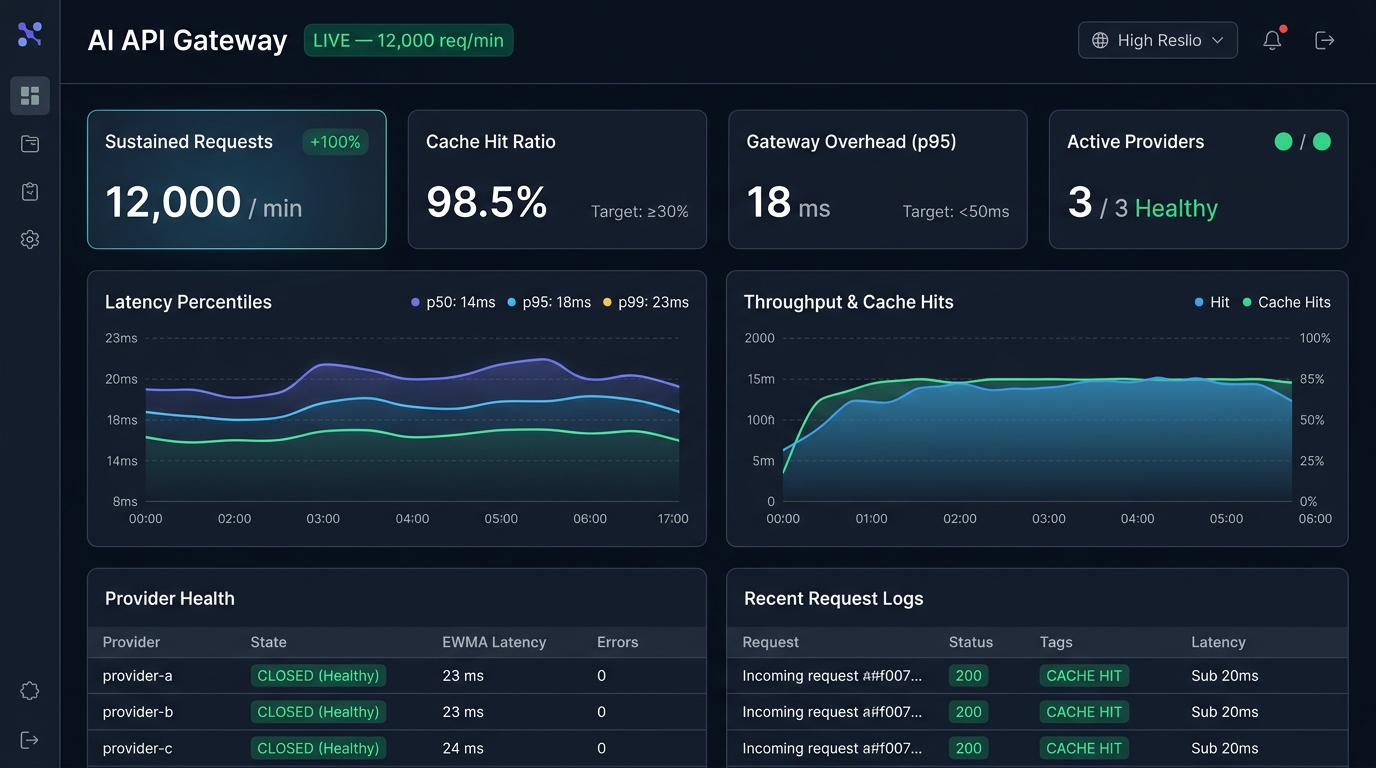 AI API Gateway
LIVE — 12,000 req/min
High Reslio
Sustained Requests
+100%
12,000 / min
Cache Hit Ratio
98.5%
Target: ≥30%
Gateway Overhead (p95)
18 ms
Target: <50ms
Active Providers
/
3 / 3 Healthy
Latency Percentiles
p50: 14ms
p95: 18ms
p99: 23ms
23ms
20ms
18ms
14ms
8ms
00:00 02:00 03:00 04:00 05:00 06:00 17:00
Throughput & Cache Hits
Hit
Cache Hits
2000
15m
100ft
5m
0
100%
85%
50%
25%
0%
00:00 01:00 02:00 03:00 04:00 05:00 06:00
Provider Health
Provider State EWMA Latency Errors
provider-a CLOSED (Healthy) 23 ms 0
provider-b CLOSED (Healthy) 23 ms 0
provider-c CLOSED (Healthy) 24 ms 0
Recent Request Logs
Request Status Tags Latency
Incoming request a#f007... 200 CACHE HIT Sub 20ms
Incoming request a#f007... 200 CACHE HIT Sub 20ms
Incoming request a#f007... 200 CACHE HIT Sub 20ms